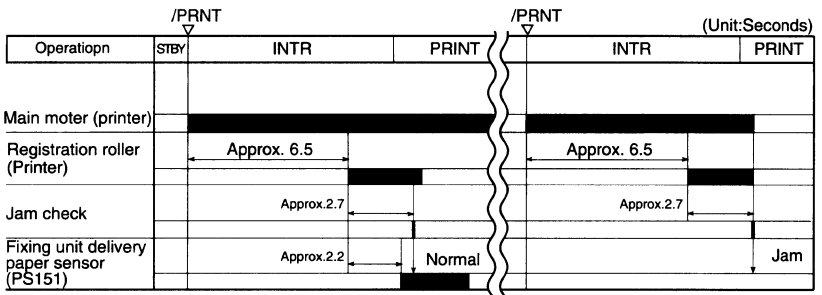 /PRNT /PRNT
(Unit:Seconds)
Operatiopn STBY INTR PRINT INTR PRINT
Main moter (printer)
Registration roller Approx. 6.5 Approx. 6.5
(Printer)
Approx.2.7 Approx.2.7
Jam check
Fixing unit delivery
paper sensor Approx.2.2 Normal Jam
(PS151)